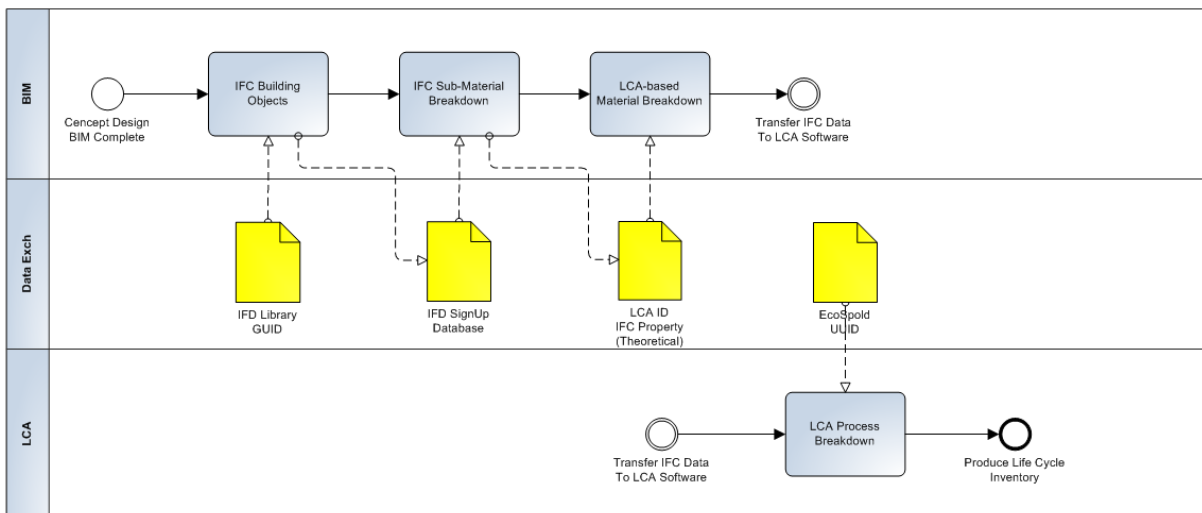 BIM
IFC Building
Objects
IFC Sub-Material
Breakdown
LCA-based
Material Breakdown
Cencept Design
BIM Complete
Transfer IFC Data
To LCA Software
Data Exch
IFD Library
GUID
IFD SignUp
Database
LCA ID
IFC Property
(Theoretical)
EcoSpold
UUID
LCA
LCA Process
Breakdown
Transfer IFC Data
To LCA Software
Produce Life Cycle
Inventory